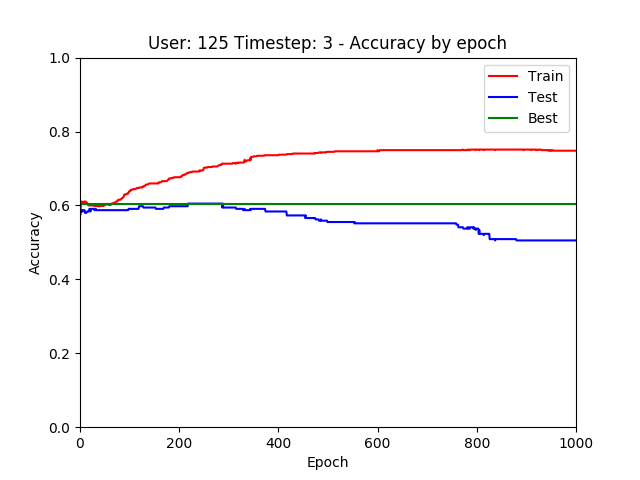 User: 125 Timestep: 3 - Accuracy by epoch
1.0
0.8
0.6
0.4
0.2
0.0
Accuracy
Train
Test
Best
0 200 400 600 800 1000
Epoch